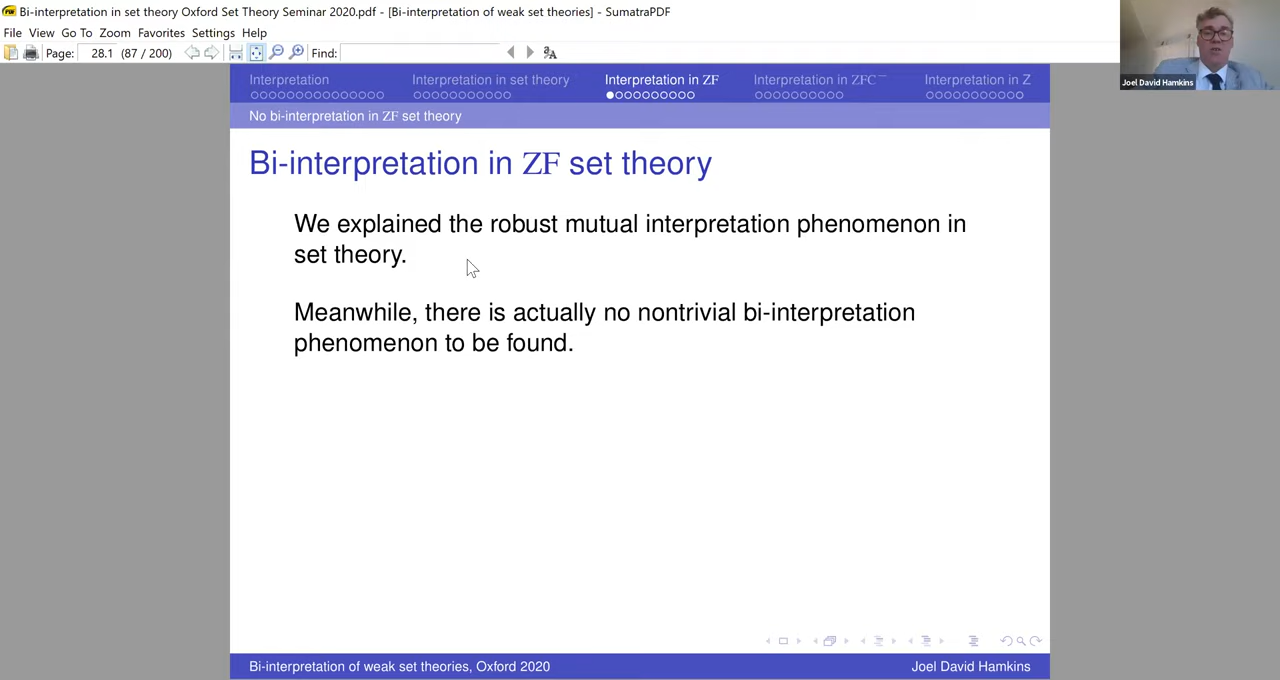 Bi-interpretation in set theory Oxford Set Theory Seminar 2020.pdf - [Bi-interpretation of weak set theories] - SumatraPDF
File View Go To Zoom Favorites Settings Help
Page: 28.1 (87 / 200) Find:
Joel David Hamkins
Interpretation Interpretation in set theory Interpretation in ZF Interpretation in ZFC⁻ Interpretation in Z
No bi-interpretation in ZF set theory
Bi-interpretation in ZF set theory
We explained the robust mutual interpretation phenomenon in
set theory.
Meanwhile, there is actually no nontrivial bi-interpretation
phenomenon to be found.
Bi-interpretation of weak set theories, Oxford 2020 Joel David Hamkins